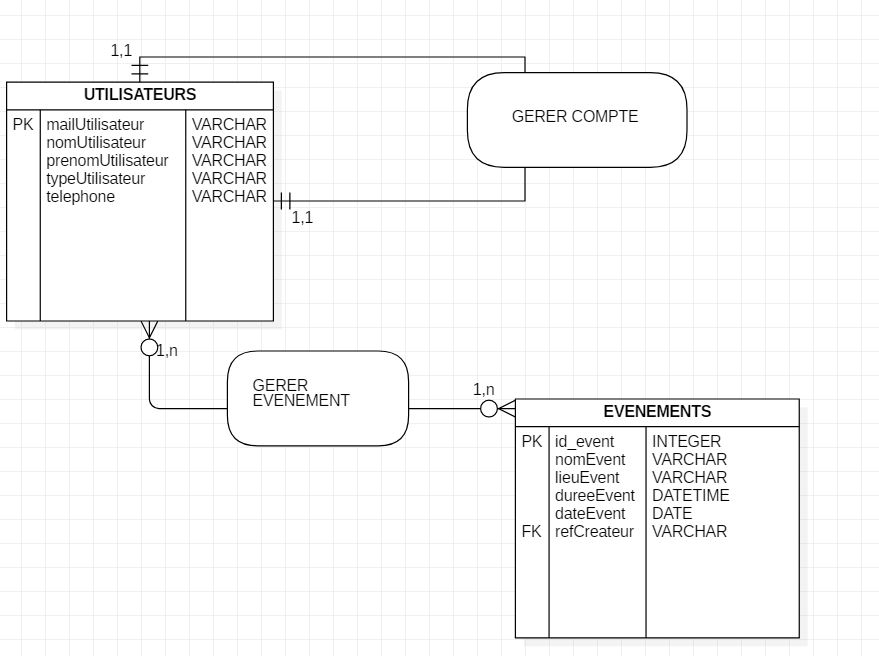 1,1
UTILISATEURS
PK mailUtilisateur VARCHAR
nomUtilisateur VARCHAR
prenomUtilisateur VARCHAR
typeUtilisateur VARCHAR
telephone VARCHAR
GERER COMPTE
1,1
1,n
GERER
EVENEMENT
1,n
EVENEMENTS
PK id_event INTEGER
nomEvent VARCHAR
lieuEvent VARCHAR
dureeEvent DATETIME
dateEvent DATE
FK refCreateur VARCHAR